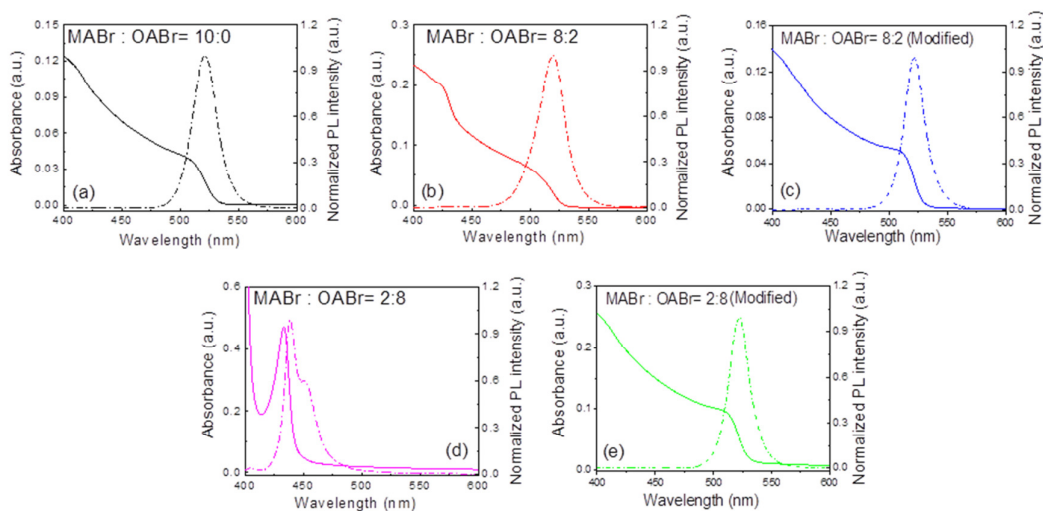 MABr : OABr= 10:0
Absorbance (a.u.)
0.15
0.12
0.09
0.06
0.03
0.00
(a)
1.2
0.9
0.6
0.3
0.0
Normalized PL intensity (a.u.)
400 450 500 550 600
Wavelength (nm)
MABr : OABr= 8:2
Absorbance (a.u.)
0.3
0.2
0.1
0.0
(b)
1.2
0.9
0.6
0.3
0.0
Normalized PL intensity (a.u.)
400 450 500 550 600
Wavelength (nm)
MABr : OABr= 8:2 (Modified)
Absorbance (a.u.)
0.16
0.12
0.08
0.04
0.00
(c)
1.2
0.9
0.6
0.3
0.0
Normalized PL intensity (a.u.)
400 450 500 550 600
Wavelength (nm)
MABr : OABr= 2:8
Absorbance (a.u.)
0.6
0.4
0.2
0.0
(d)
1.2
0.9
0.6
0.3
0.0
Normalized PL intensity (a.u.)
400 450 500 550 600
Wavelength (nm)
MABr : OABr= 2:8 (Modified)
Absorbance (a.u.)
0.3
0.2
0.1
0.0
(e)
1.2
0.9
0.6
0.3
0.0
Normalized PL intensity (a.u.)
400 450 500 550 600
Wavelength (nm)